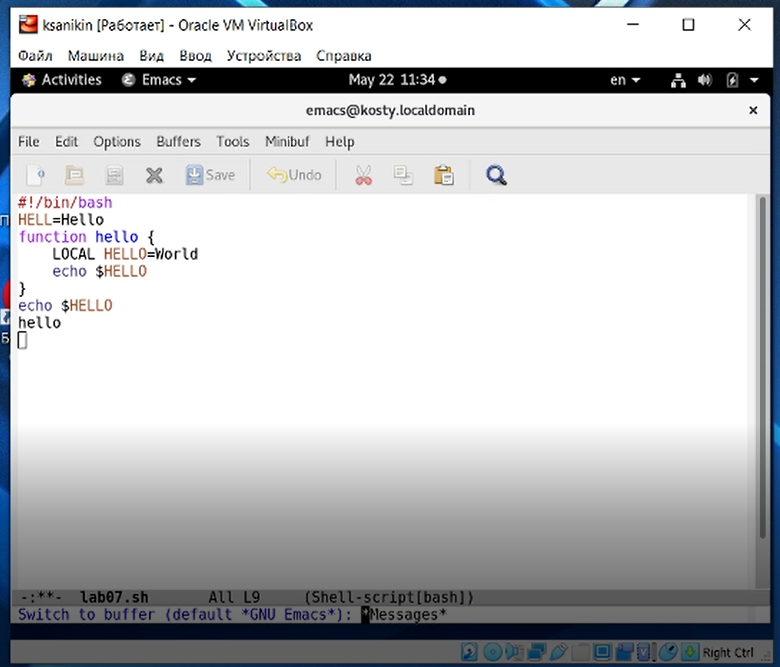 ksanikin [Работает] - Oracle VM VirtualBox
Файл Машина Вид Ввод Устройства Справка
Activities Emacs May 22 11:34 en
emacs@kosty.localdomain
File Edit Options Buffers Tools Minibuf Help
Save Undo
#!/bin/bash
HELL=Hello
function hello {
    LOCAL HELLO=World
    echo $HELLO
}
echo $HELLO
hello
-:**- lab07.sh All L9 (Shell-script[bash])
Switch to buffer (default *GNU Emacs*): *Messages*
Right Ctrl